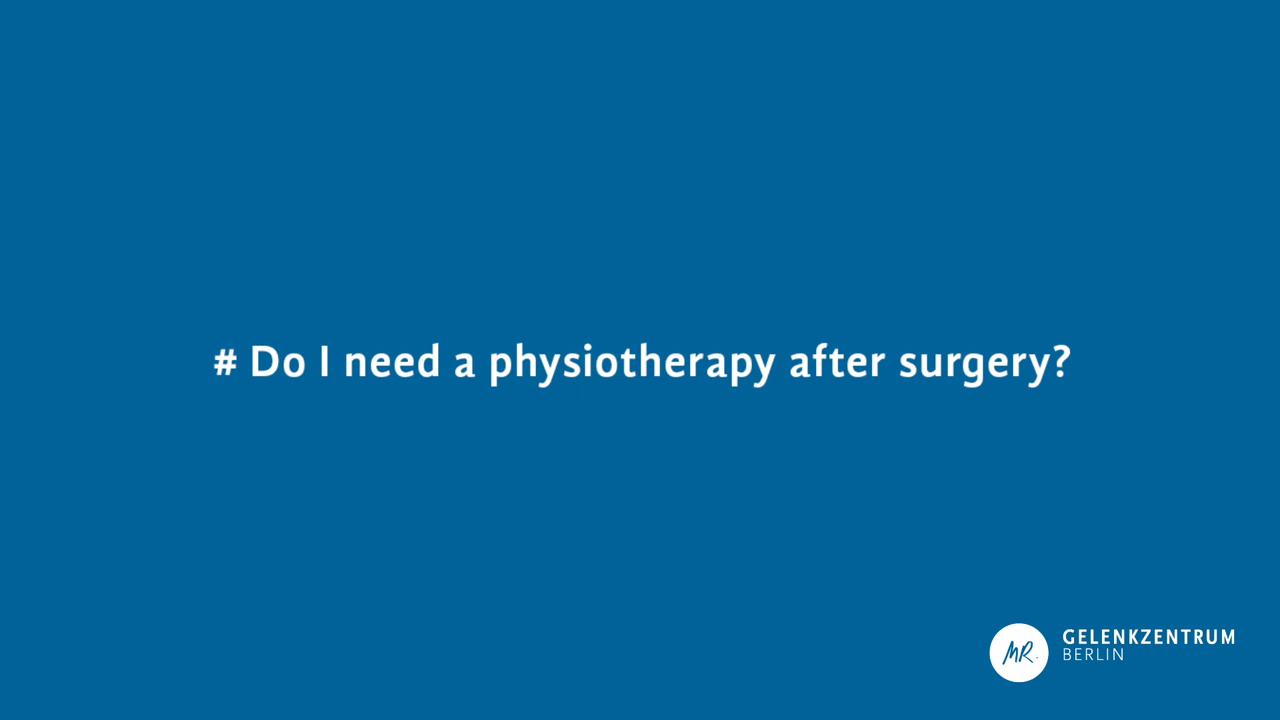 # Do I need a physiotherapy after surgery?
MR.
GELENKZENTRUM
BERLIN